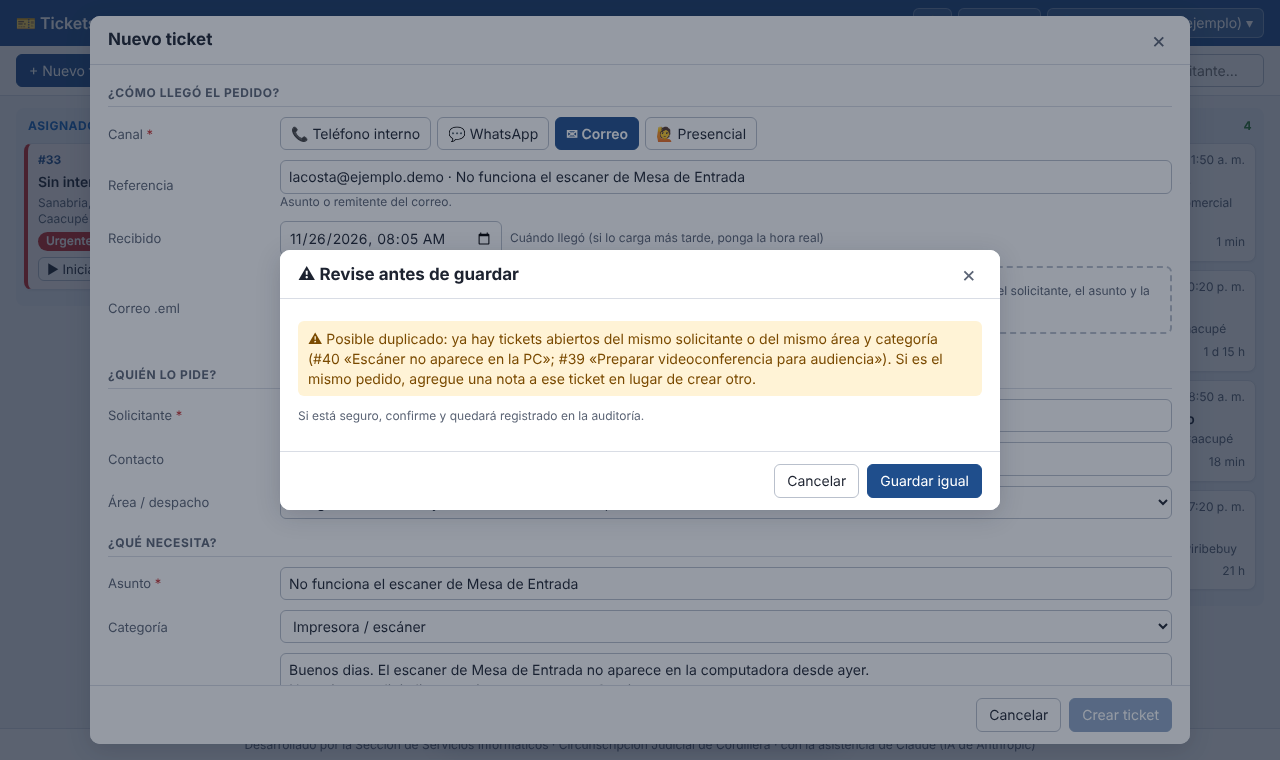 🎫 Tickets
ejemplo) ▾
Nuevo ticket
×
+ Nuevo
itante...
¿CÓMO LLEGÓ EL PEDIDO?
Canal *
📞 Teléfono interno
💬 WhatsApp
✉ Correo
🙋 Presencial
Referencia
lacosta@ejemplo.demo · No funciona el escaner de Mesa de Entrada
Asunto o remitente del correo.
Recibido
11/26/2026, 08:05 AM
Cuándo llegó (si lo carga más tarde, ponga la hora real)
Correo .eml
el solicitante, el asunto y la
⚠ Revise antes de guardar
×
⚠ Posible duplicado: ya hay tickets abiertos del mismo solicitante o del mismo área y categoría
(#40 «Escáner no aparece en la PC»; #39 «Preparar videoconferencia para audiencia»). Si es el
mismo pedido, agregue una nota a ese ticket en lugar de crear otro.
Si está seguro, confirme y quedará registrado en la auditoría.
Cancelar
Guardar igual
¿QUIÉN LO PIDE?
Solicitante *
Contacto
Área / despacho
¿QUÉ NECESITA?
Asunto *
No funciona el escaner de Mesa de Entrada
Categoría
Impresora / escáner
Buenos dias. El escaner de Mesa de Entrada no aparece en la computadora desde ayer.
Cancelar
Crear ticket
ASIGNADO
#33
Sin inter
Sanabria,
Caacupé
Urgente
▶ Inicia
4
1:50 a. m.
mercial
1 min
0:20 p. m.
acupé
1 d 15 h
8:50 a. m.
o
aacupé
18 min
7:20 p. m.
iribebuy
21 h
Desarrollado por la Sección de Servicios Informáticos · Circunscripción Judicial de Cordillera · con la asistencia de Claude (IA de Anthropic)